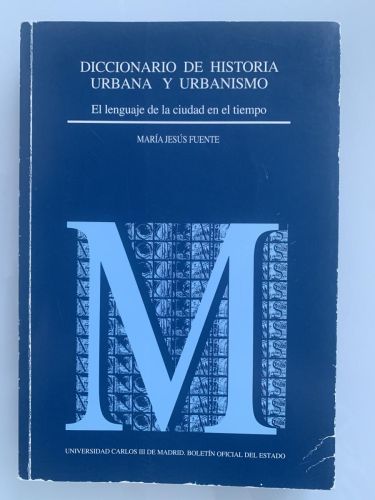 DICCIONARIO DE HISTORIA
URBANA Y URBANISMO
El lenguaje de la ciudad en el tiempo
MARÍA JESÚS FUENTE
M
UNIVERSIDAD CARLOS III DE MADRID. BOLETÍN OFICIAL DEL ESTADO